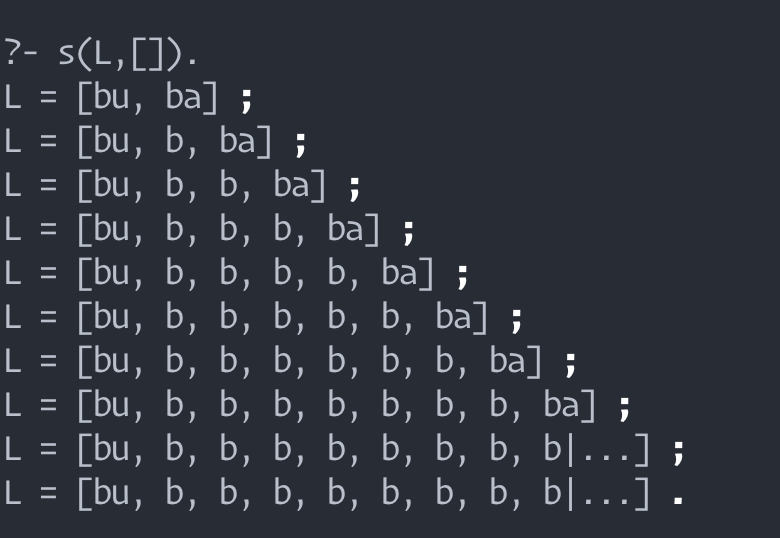 ?- s(L,[]).
L = [bu, ba] ;
L = [bu, b, ba] ;
L = [bu, b, b, ba] ;
L = [bu, b, b, b, ba] ;
L = [bu, b, b, b, b, ba] ;
L = [bu, b, b, b, b, b, ba] ;
L = [bu, b, b, b, b, b, b, ba] ;
L = [bu, b, b, b, b, b, b, b, ba] ;
L = [bu, b, b, b, b, b, b, b, b|...] ;
L = [bu, b, b, b, b, b, b, b, b|...] .